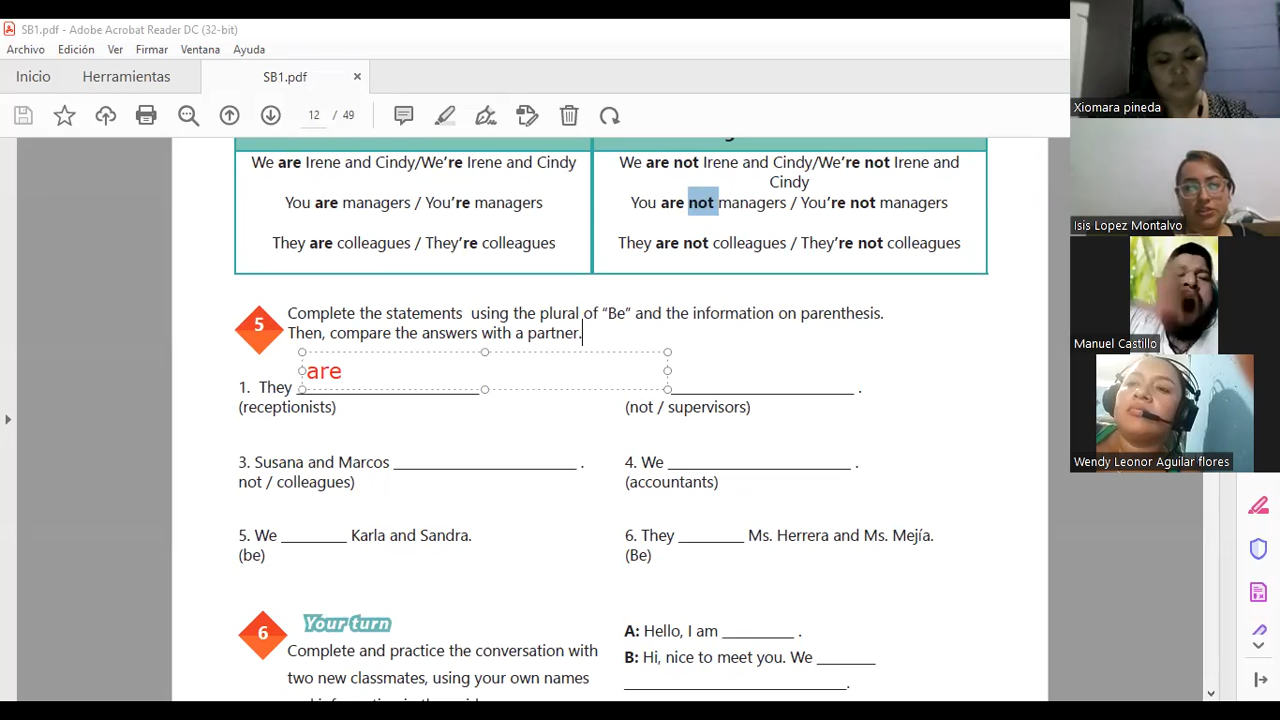 SB1.pdf - Adobe Acrobat Reader DC (32-bit)
Archivo Edición Ver Firmar Ventana Ayuda
Inicio Herramientas SB1.pdf ×
12 / 49
We are Irene and Cindy/We're Irene and Cindy
You are managers / You're managers
They are colleagues / They're colleagues
We are not Irene and Cindy/We're not Irene and
Cindy
You are not managers / You're not managers
They are not colleagues / They're not colleagues
5
Complete the statements using the plural of “Be” and the information on parenthesis.
Then, compare the answers with a partner.
are
1. They ____________________
(receptionists)
____________________ .
(not / supervisors)
3. Susana and Marcos ____________________ .
not / colleagues)
4. We ____________________ .
(accountants)
5. We ________ Karla and Sandra.
(be)
6. They ________ Ms. Herrera and Ms. Mejía.
(Be)
6
Your turn
Complete and practice the conversation with
two new classmates, using your own names
A: Hello, I am ________ .
B: Hi, nice to meet you. We _______
_________________________.
Xiomara pineda
Isis Lopez Montalvo
Manuel Castillo
Wendy Leonor Aguilar flores